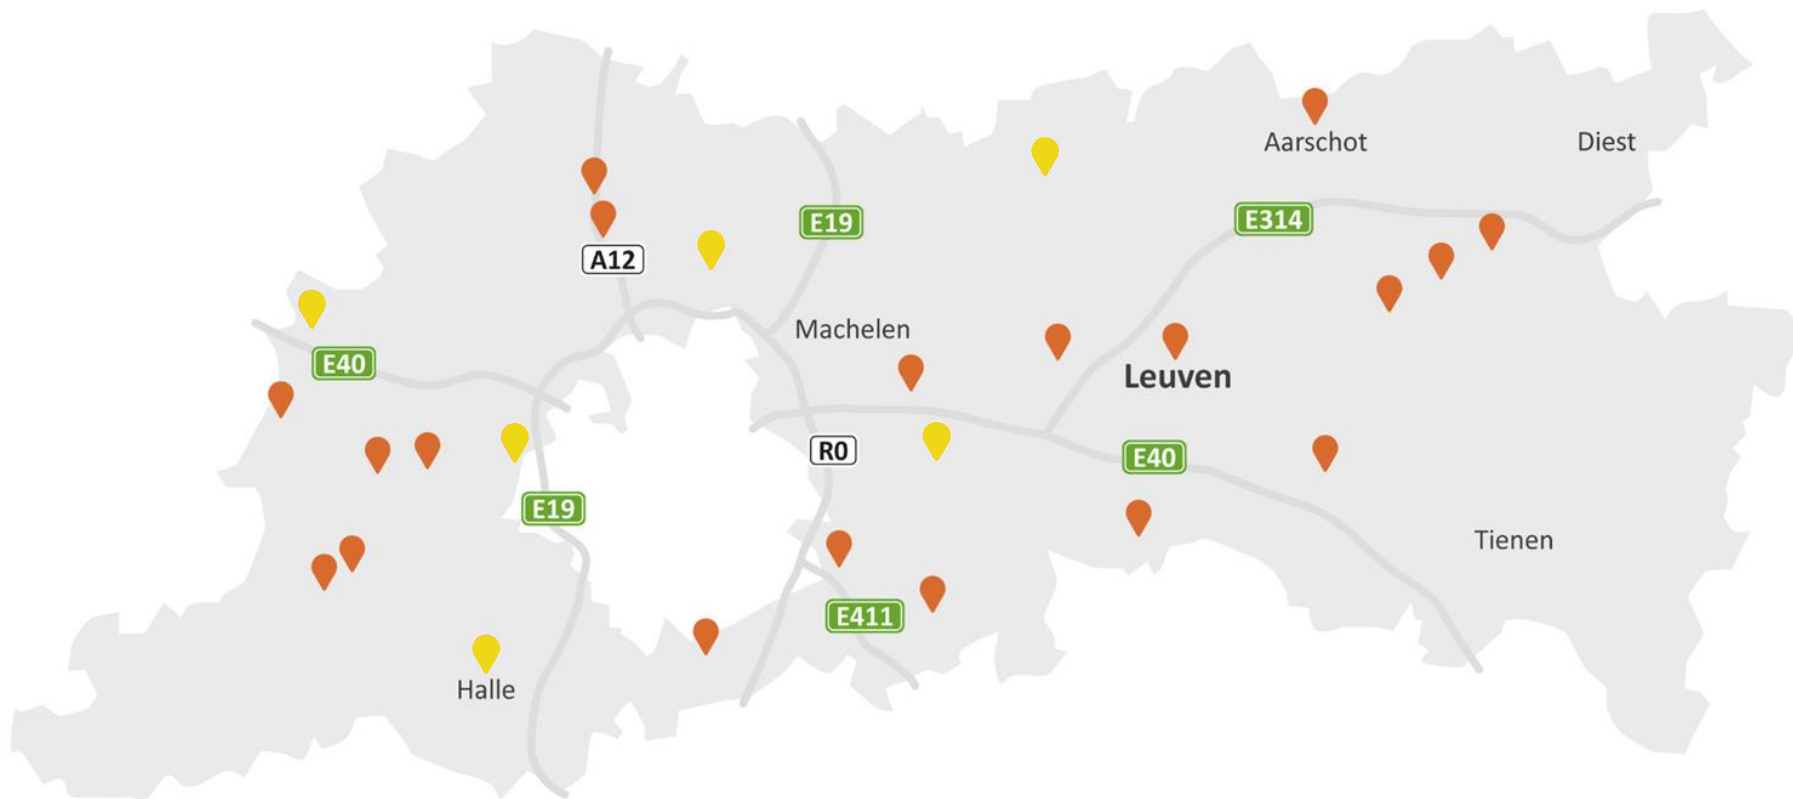 Aarschot
Diest
E19
E314
A12
Machelen
E40
Leuven
R0
E40
E19
Tienen
E411
Halle